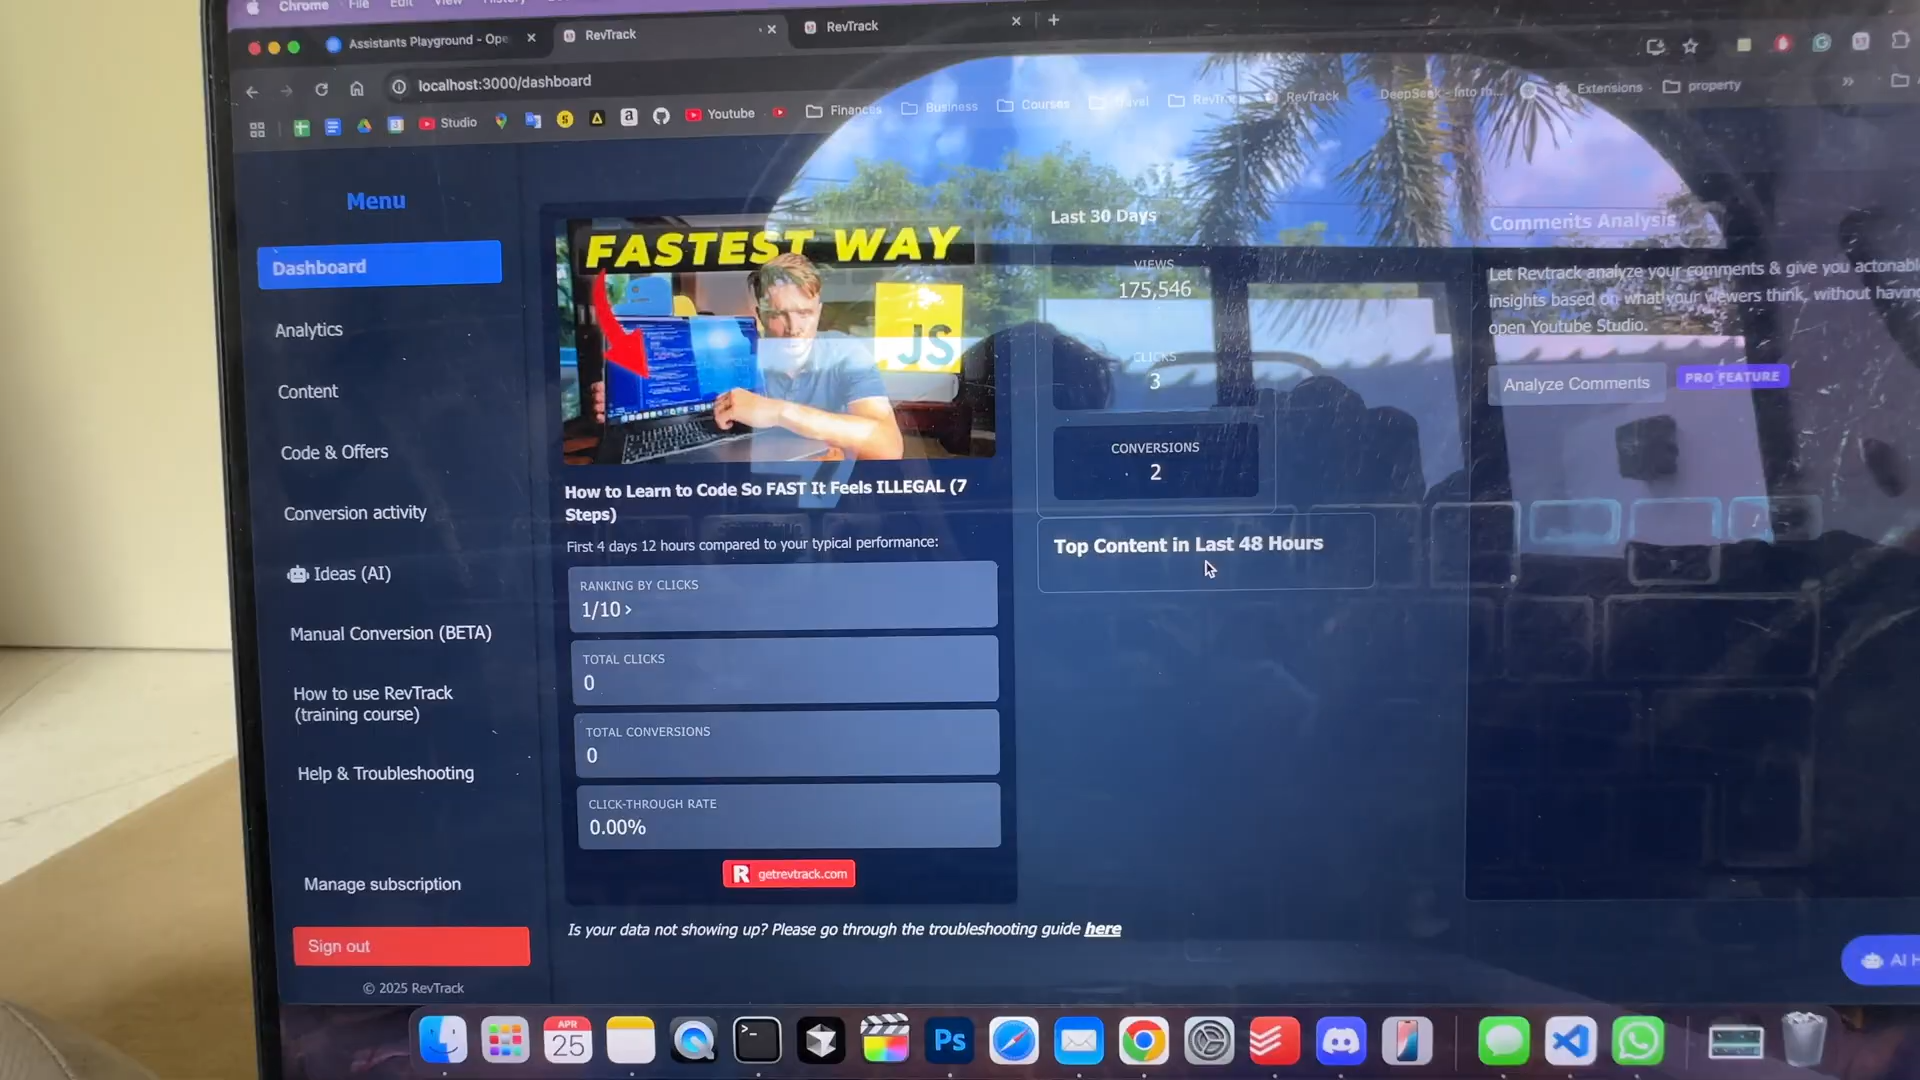 Chrome File Edit View
Assistants Playground - Ope
RevTrack
RevTrack
localhost:3000/dashboard
Studio
Youtube
Finances
Business
Courses
Travel
RevTrack
DeepSeek - Into th...
Extensions
property
Menu
Dashboard
Analytics
Content
Code & Offers
Conversion activity
Ideas (AI)
Manual Conversion (BETA)
How to use RevTrack
(training course)
Help & Troubleshooting
Manage subscription
Sign out
© 2025 RevTrack
FASTEST WAY
JS
How to Learn to Code So FAST It Feels ILLEGAL (7
Steps)
First 4 days 12 hours compared to your typical performance:
RANKING BY CLICKS
1/10 ›
TOTAL CLICKS
0
TOTAL CONVERSIONS
0
CLICK-THROUGH RATE
0.00%
R getrevtrack.com
Is your data not showing up? Please go through the troubleshooting guide here
Last 30 Days
VIEWS
175,546
CLICKS
3
CONVERSIONS
2
Top Content in Last 48 Hours
Comments Analysis
Let Revtrack analyze your comments & give you actonable
insights based on what your viewers think, without having
open Youtube Studio.
Analyze Comments
PRO FEATURE
AI
APR
25
Ps